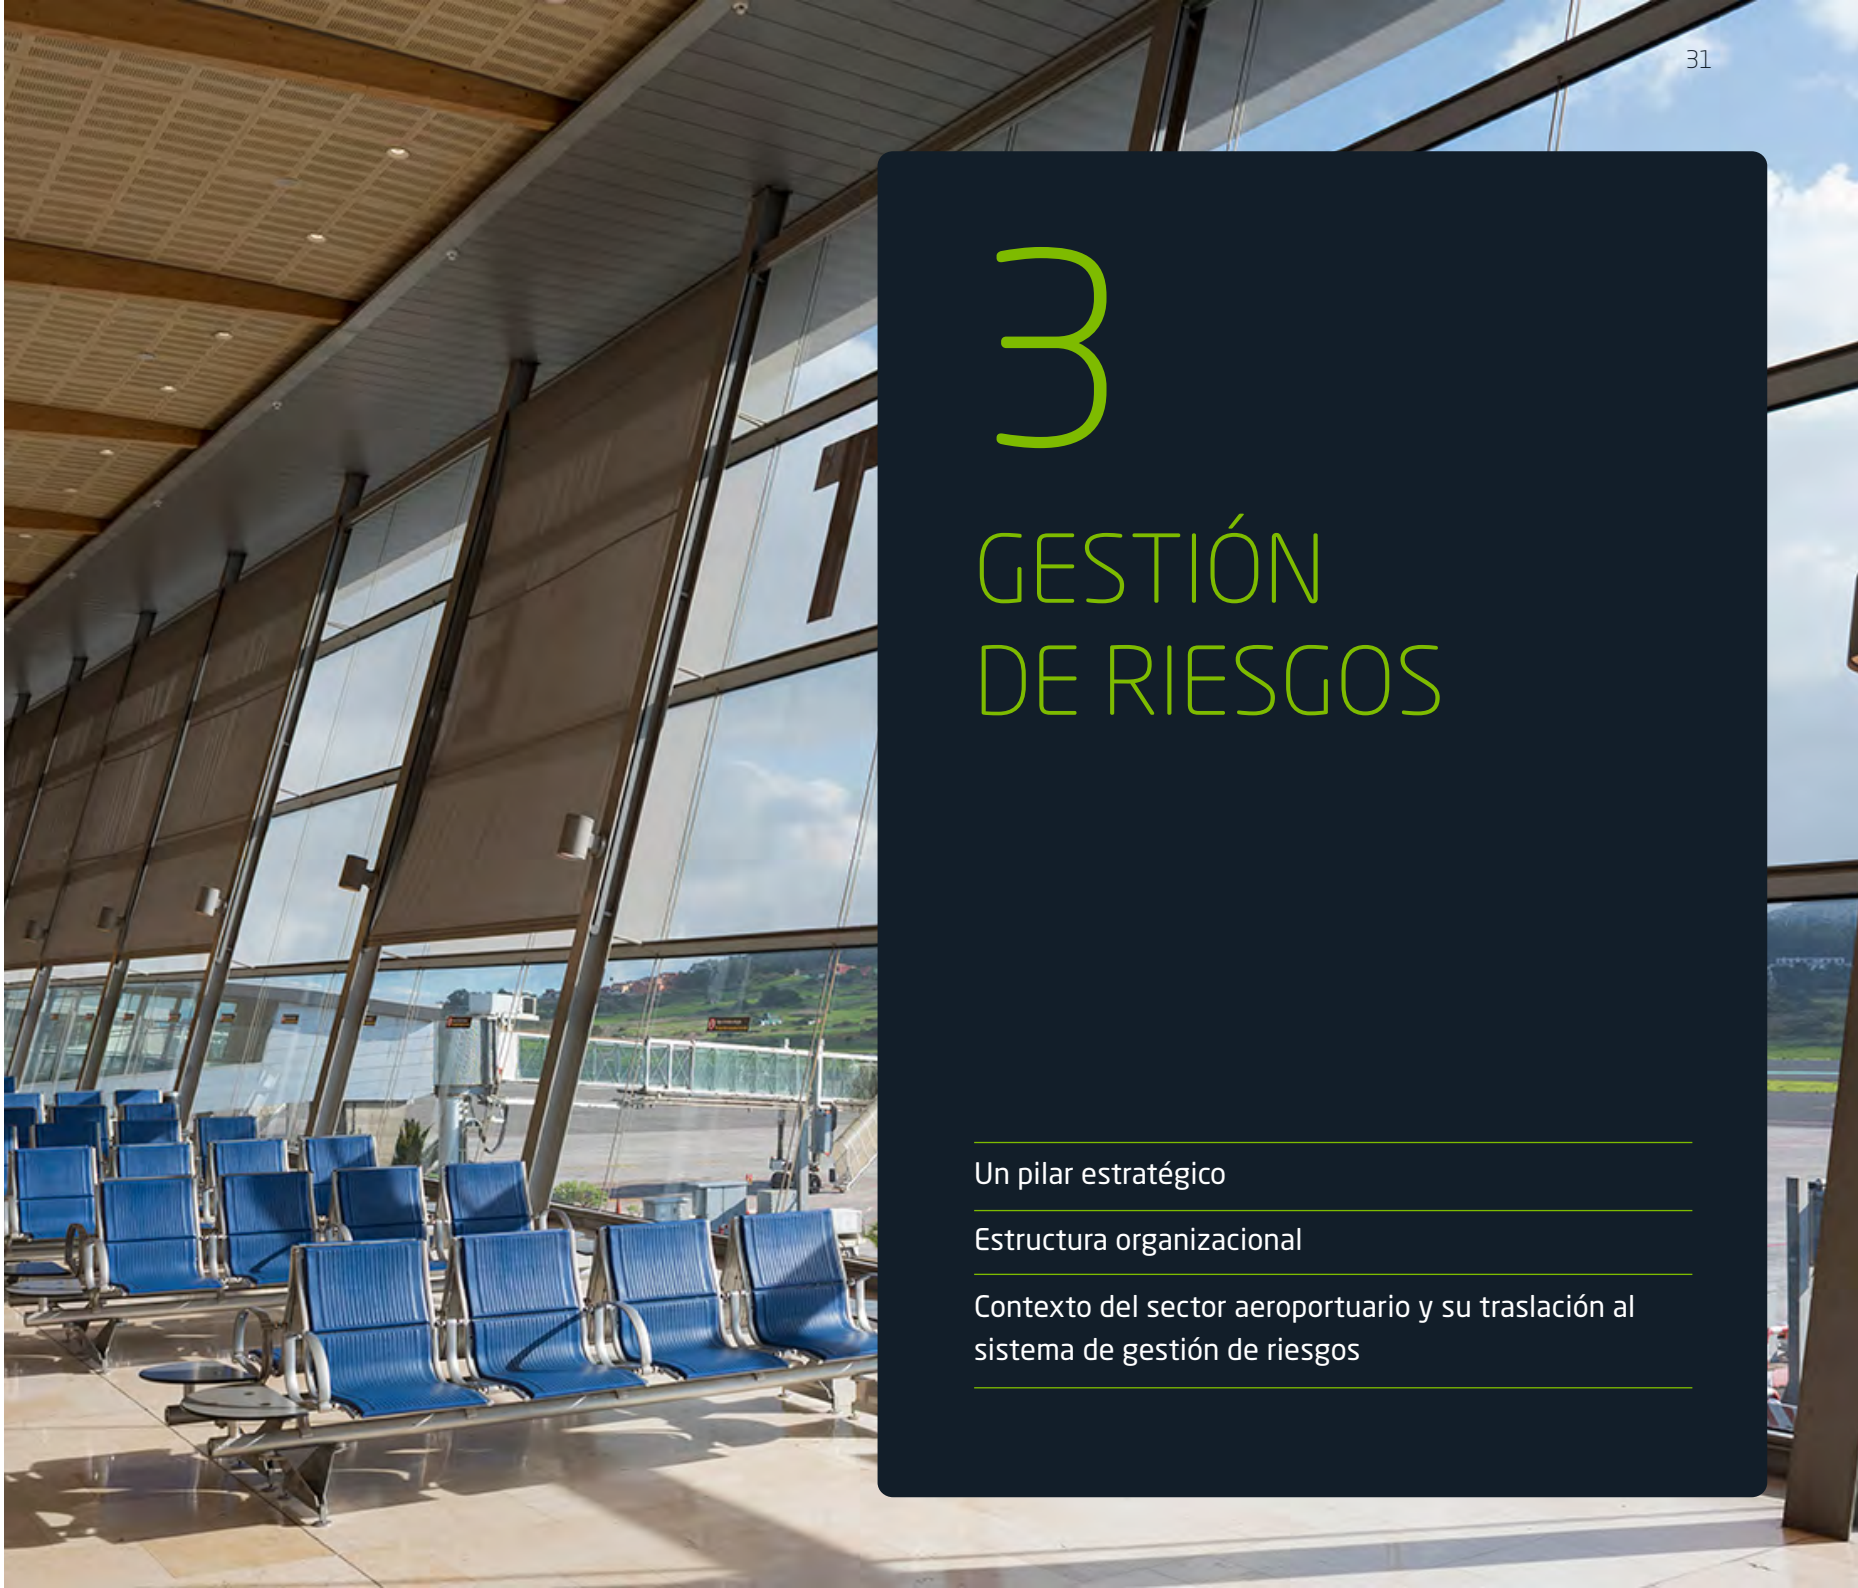 31
3
GESTIÓN
DE RIESGOS
Un pilar estratégico
Estructura organizacional
Contexto del sector aeroportuario y su traslación al
sistema de gestión de riesgos
T